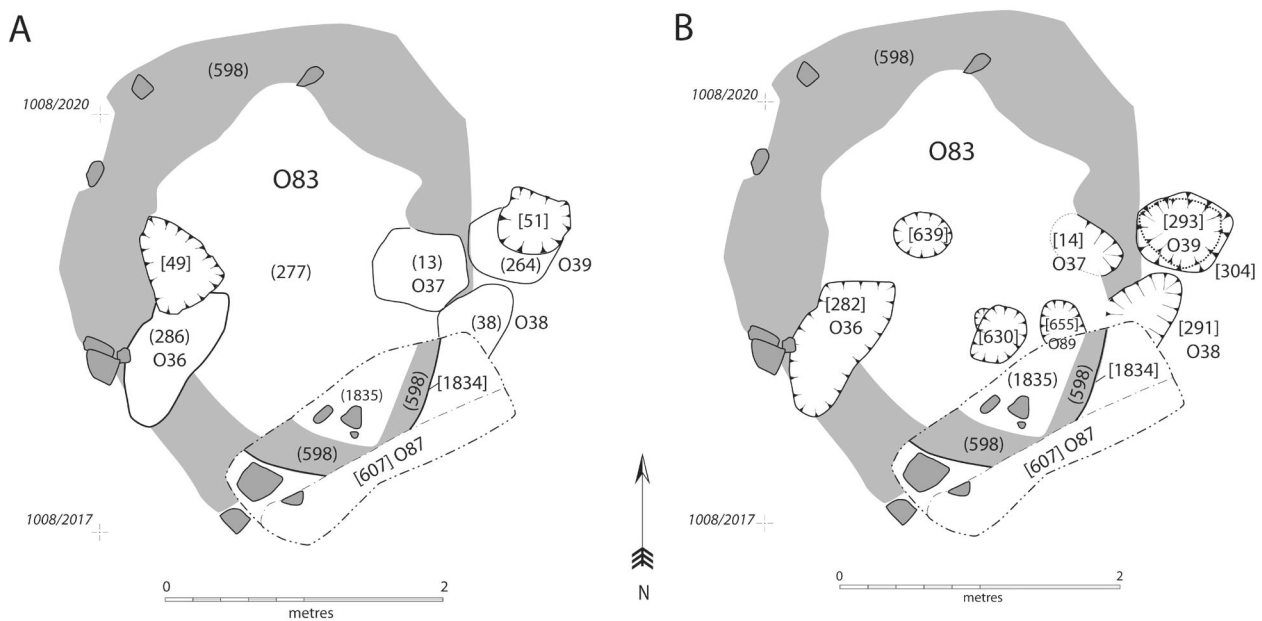 A
(598)
1008/2020
O83
[51]
[49]
(277)
(13)
O37
(264)
O39
(286)
O36
(38)
O38
(1835)
(598)
[1834]
(598)
[607] O87
1008/2017
0
2
metres
N
B
(598)
1008/2020
O83
[639]
[14]
O37
[293]
O39
[304]
[282]
O36
[630]
[655]
O89
[291]
O38
(1835)
(598)
[1834]
(598)
[607] O87
1008/2017
0
2
metres